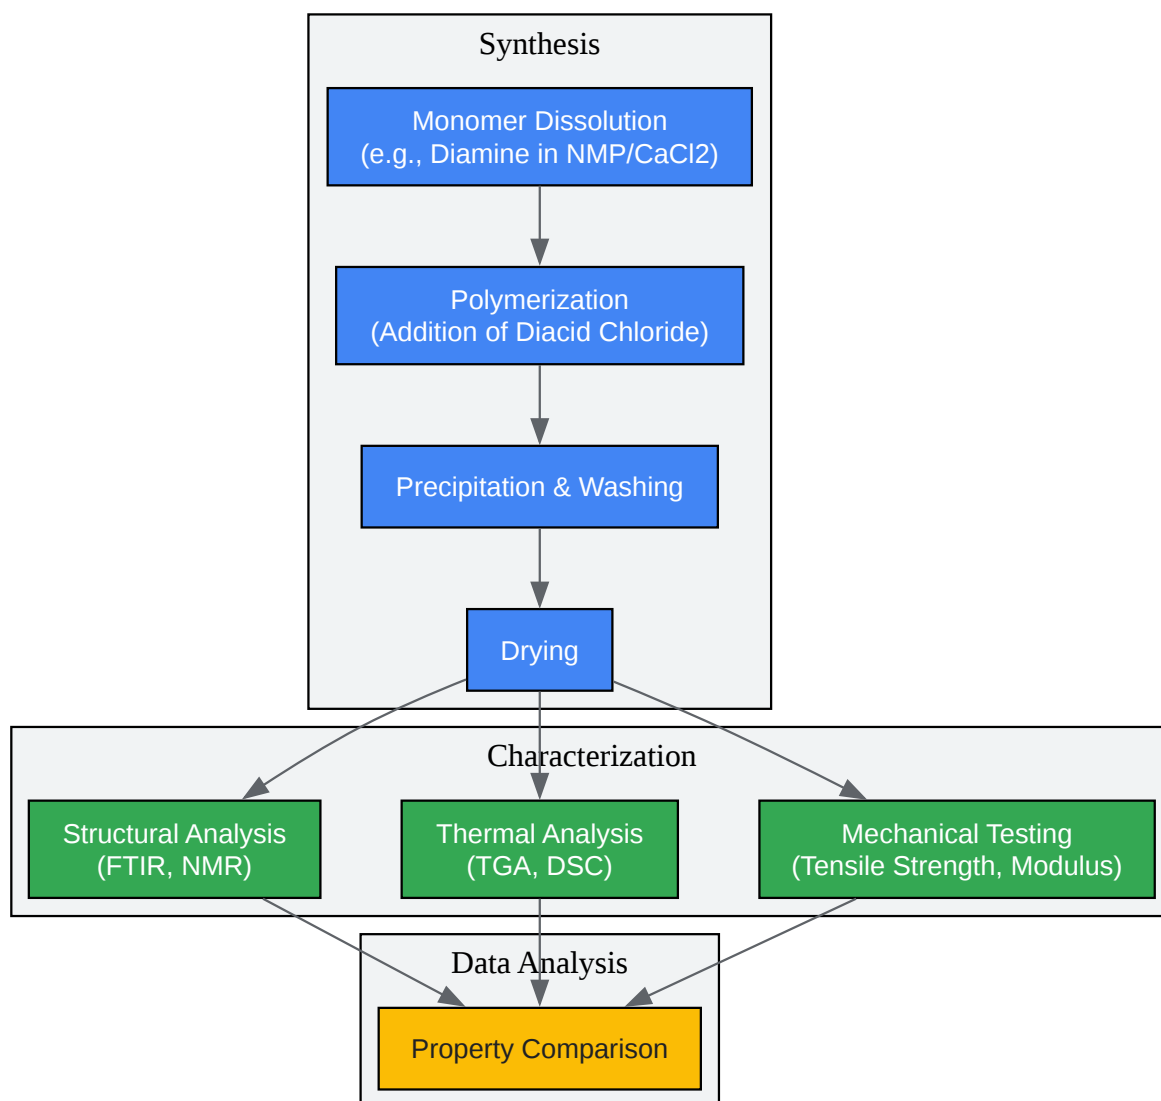 Synthesis
Monomer Dissolution
(e.g., Diamine in NMP/CaCl2)
Polymerization
(Addition of Diacid Chloride)
Precipitation & Washing
Drying
Characterization
Structural Analysis
(FTIR, NMR)
Thermal Analysis
(TGA, DSC)
Mechanical Testing
(Tensile Strength, Modulus)
Data Analysis
Property Comparison